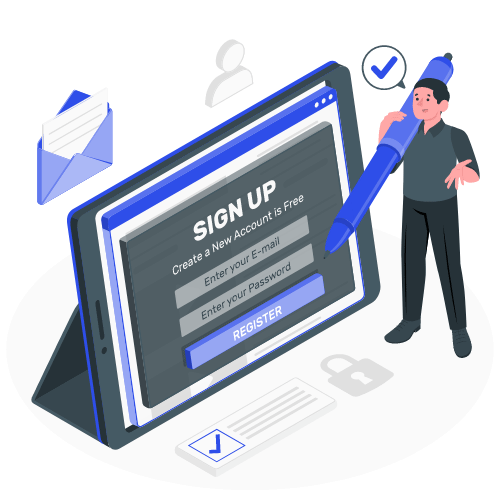 SIGN UP
Create a New Account is Free
Enter your E-mail
Enter your Password
REGISTER